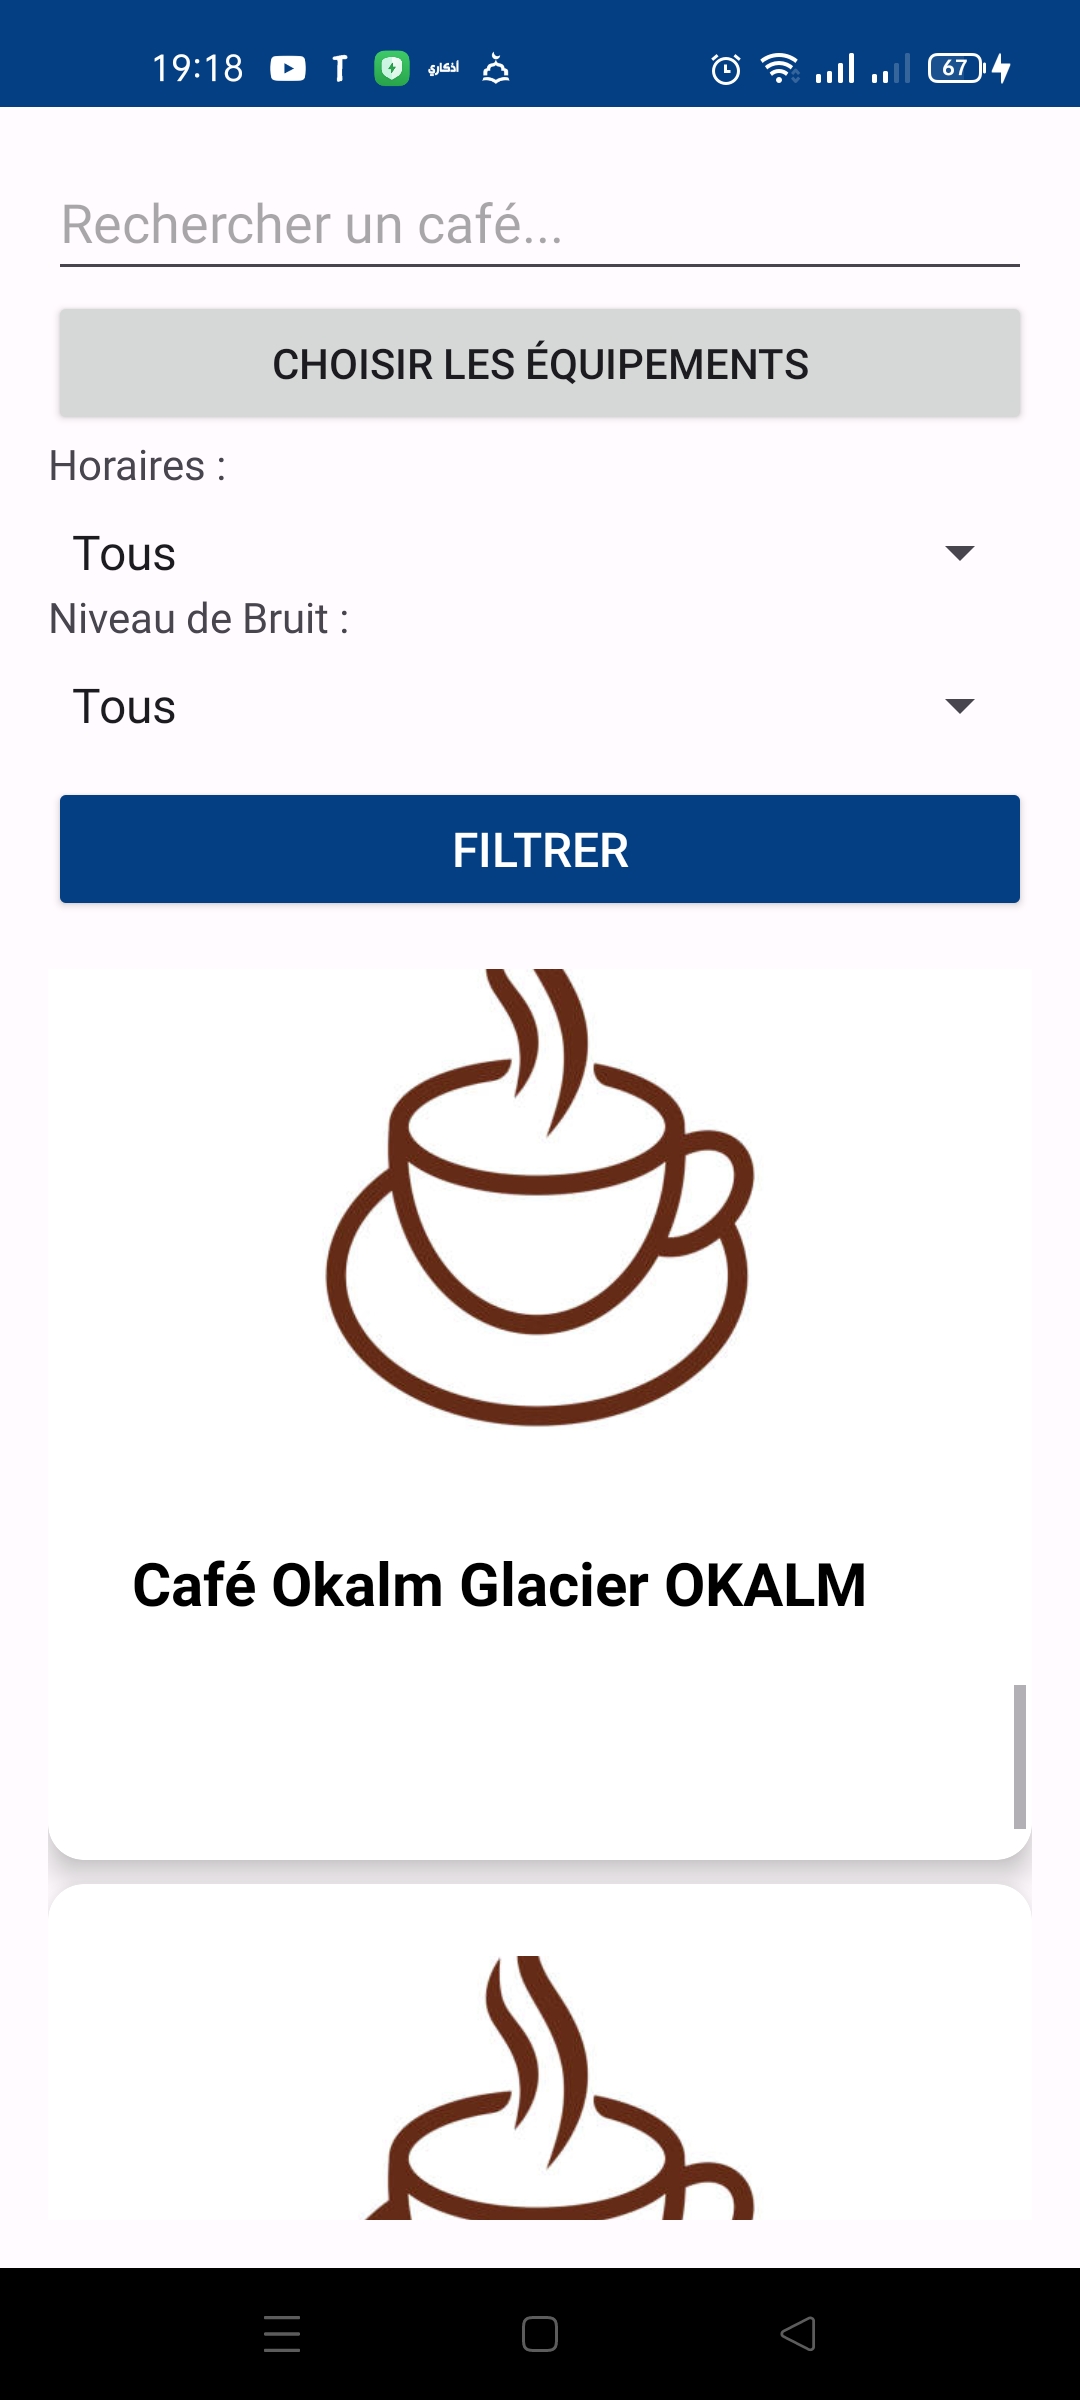 19:18 أذكاري 67
Rechercher un café...
CHOISIR LES ÉQUIPEMENTS
Horaires :
Tous
Niveau de Bruit :
Tous
FILTRER
Café Okalm Glacier OKALM